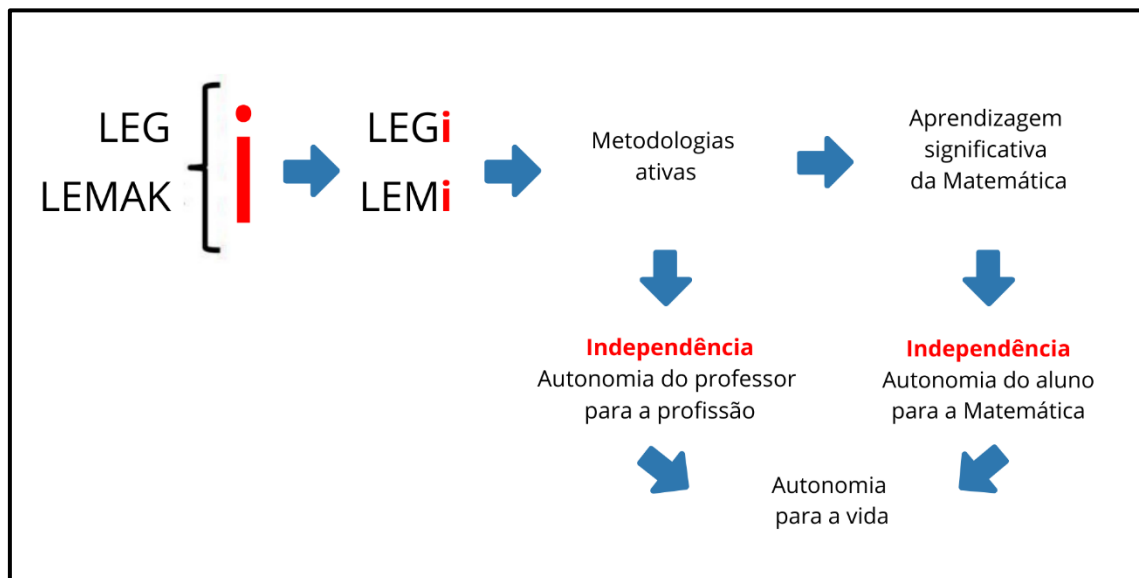 LEG
LEMAK
i
LEGi
LEMi
Metodologias
ativas
Aprendizagem
significativa
da Matemática
Independência
Autonomia do professor
para a profissão
Independência
Autonomia do aluno
para a Matemática
Autonomia
para a vida